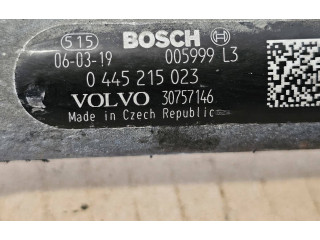 515 BOSCH
06-03-19 005999 L3
0 445 215 023
VOLVO 30757146
Made in Czech Republic